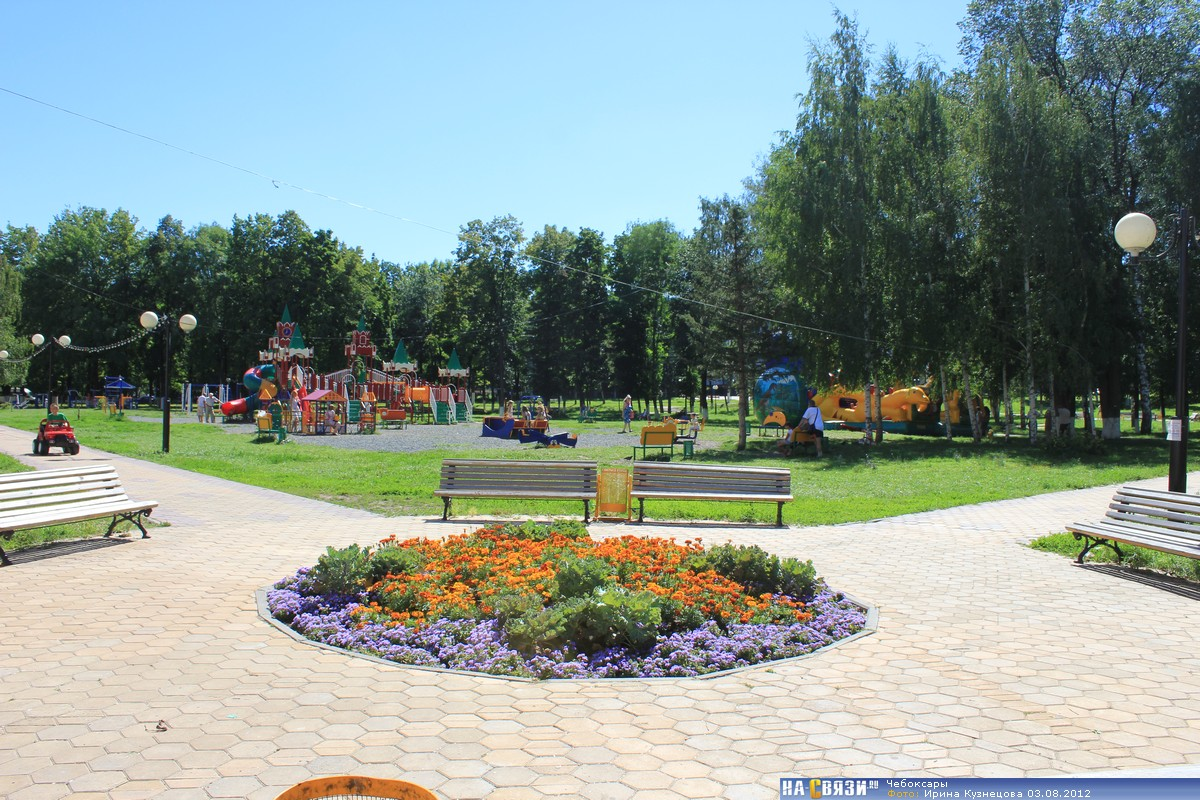 НА-СВЯЗИ.RU Чебоксары
Фото: Ирина Кузнецова 03.08.2012